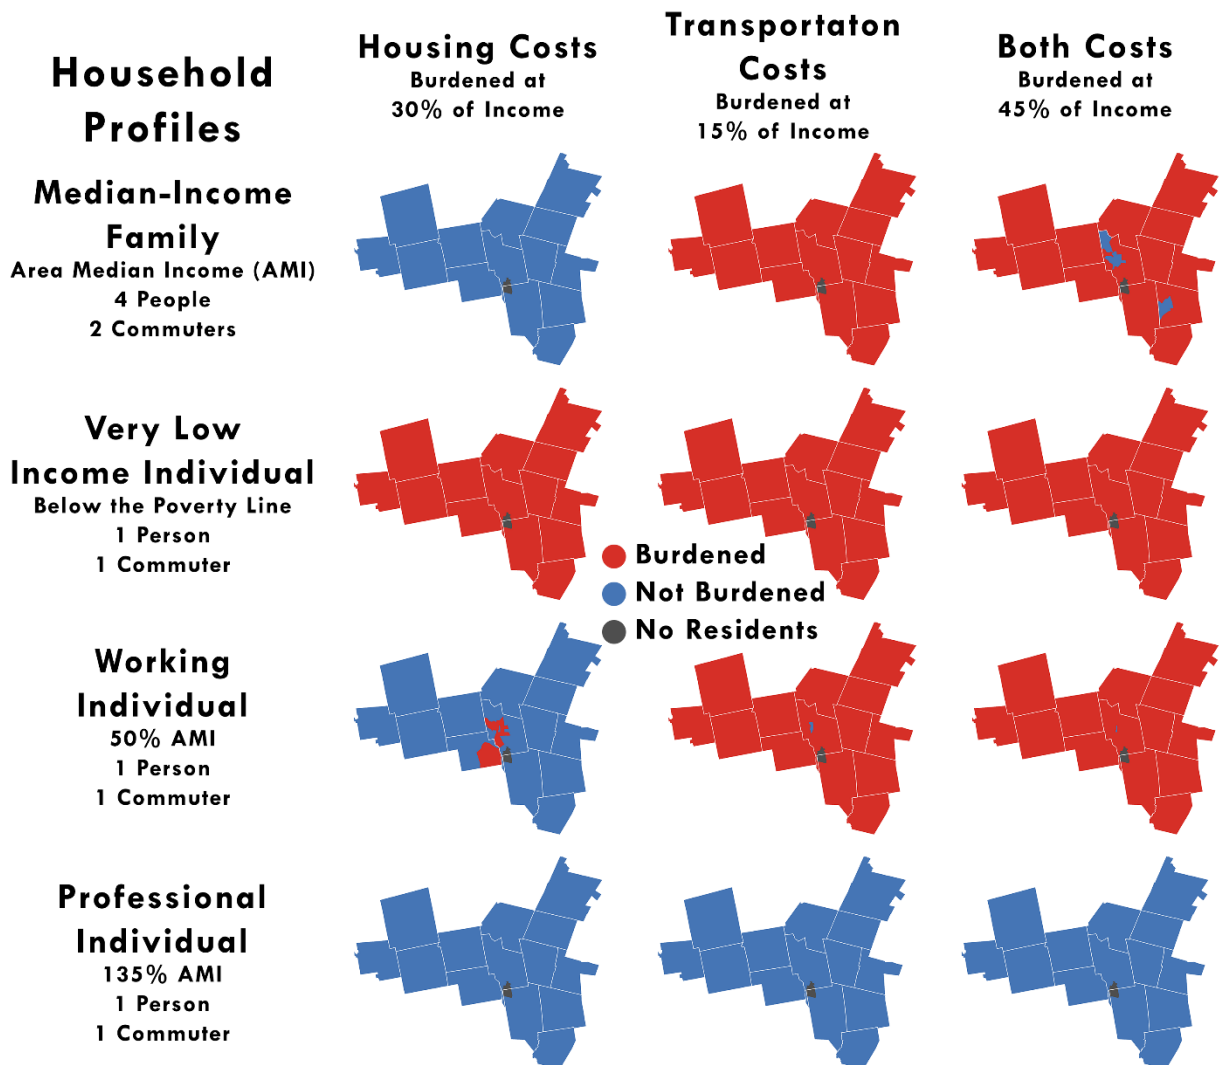 Household
Profiles
Housing Costs
Burdened at
30% of Income
Transportaton
Costs
Burdened at
15% of Income
Both Costs
Burdened at
45% of Income
Median-Income
Family
Area Median Income (AMI)
4 People
2 Commuters
Very Low
Income Individual
Below the Poverty Line
1 Person
1 Commuter
Burdened
Not Burdened
No Residents
Working
Individual
50% AMI
1 Person
1 Commuter
Professional
Individual
135% AMI
1 Person
1 Commuter